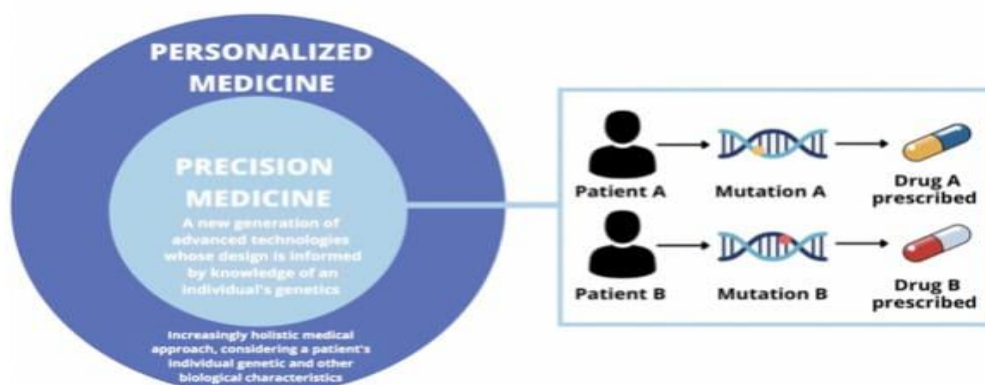 PERSONALIZED
MEDICINE
PRECISION
MEDICINE
A new generation of
advanced technologies
whose design is informed
by knowledge of an
individual's genetics
Increasingly holistic medical
approach, considering a patient's
individual genetic and other
biological characteristics
Patient A
Mutation A
Drug A
prescribed
Patient B
Mutation B
Drug B
prescribed